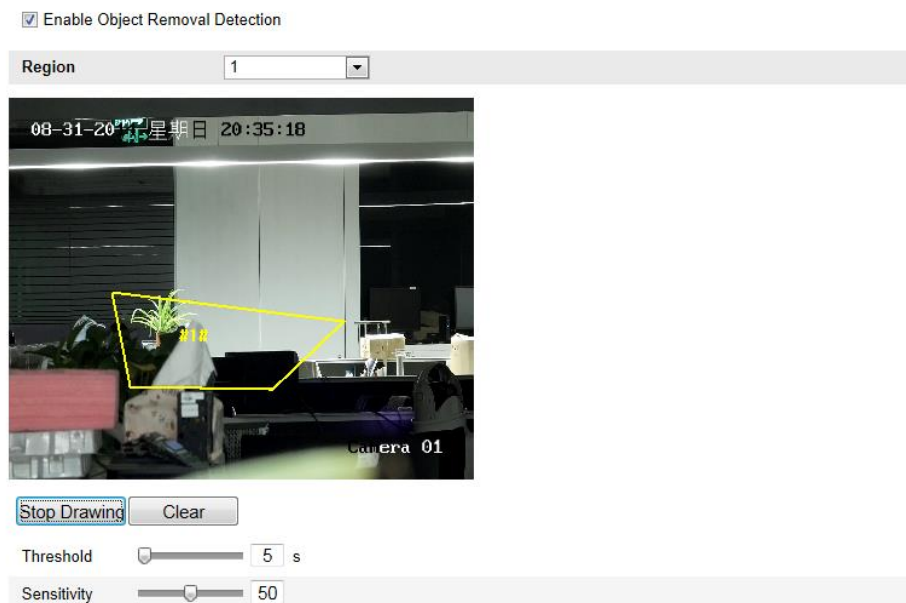 Enable Object Removal Detection
Region 1
08-31-20 星期日 20:35:18
#1#
Camera 01
Stop Drawing Clear
Threshold 5 s
Sensitivity 50